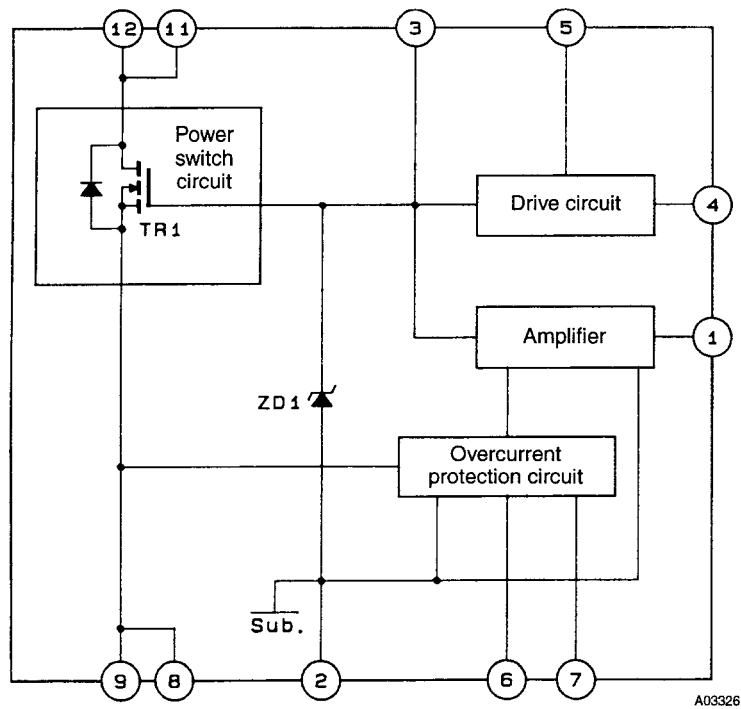 12 11 3 5
Power
switch
circuit
TR1
Drive circuit
4
Amplifier
1
ZD1
Overcurrent
protection circuit
Sub.
9 8 2 6 7
A03326